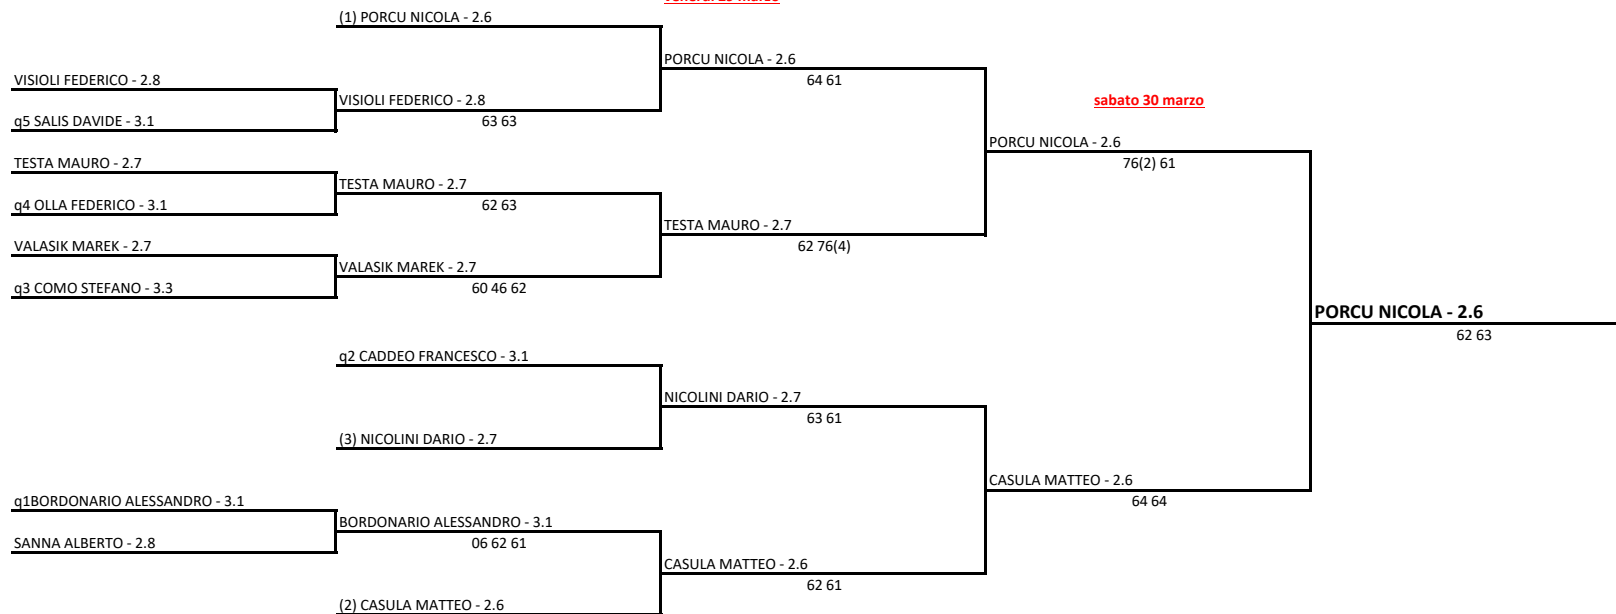 venerdì 29 marzo
(1) PORCU NICOLA - 2.6
PORCU NICOLA - 2.6
64 61
VISIOLI FEDERICO - 2.8
VISIOLI FEDERICO - 2.8
63 63
q5 SALIS DAVIDE - 3.1
sabato 30 marzo
PORCU NICOLA - 2.6
76(2) 61
TESTA MAURO - 2.7
TESTA MAURO - 2.7
62 63
q4 OLLA FEDERICO - 3.1
TESTA MAURO - 2.7
62 76(4)
VALASIK MAREK - 2.7
VALASIK MAREK - 2.7
60 46 62
q3 COMO STEFANO - 3.3
PORCU NICOLA - 2.6
62 63
q2 CADDEO FRANCESCO - 3.1
NICOLINI DARIO - 2.7
63 61
(3) NICOLINI DARIO - 2.7
CASULA MATTEO - 2.6
64 64
q1BORDONARIO ALESSANDRO - 3.1
BORDONARIO ALESSANDRO - 3.1
06 62 61
SANNA ALBERTO - 2.8
CASULA MATTEO - 2.6
62 61
(2) CASULA MATTEO - 2.6